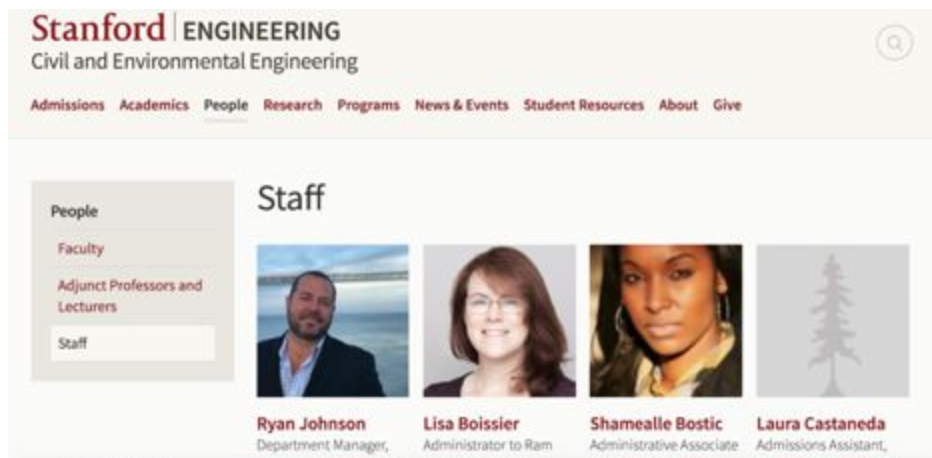 Stanford ENGINEERING
Civil and Environmental Engineering
Admissions Academics People Research Programs News & Events Student Resources About Give
People
Faculty
Adjunct Professors and
Lecturers
Staff
Staff
Ryan Johnson
Department Manager,
Lisa Boissier
Administrator to Ram
Shamealle Bostic
Administrative Associate
Laura Castaneda
Admissions Assistant,